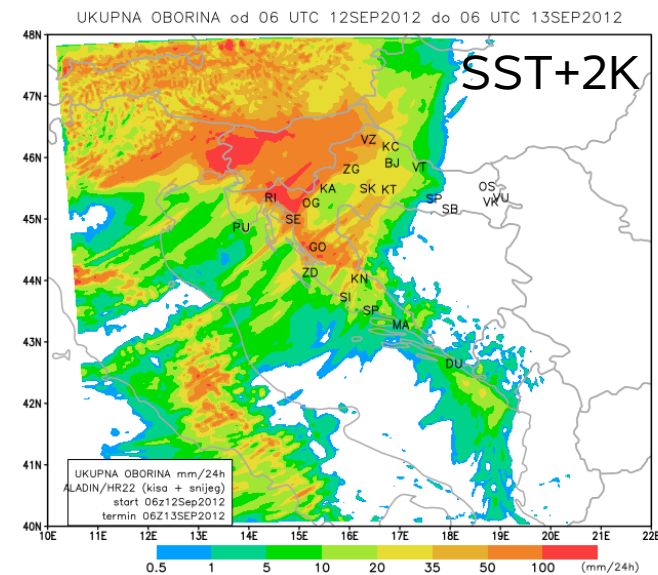 UKUPNA OBORINA od 06 UTC 12SEP2012 do 06 UTC 13SEP2012
SST+2K
48N
47N
46N
45N
44N
43N
42N
41N
40N
VZ
KC
BJ
VT
ZG
KA
SK
KT
RI
OG
SE
PU
SP
SB
OS
VK
VU
GO
ZD
KN
SI
SP
MA
DU
UKUPNA OBORINA mm/24h
ALADIN/HR22 (kisa + snijeg)
start 06z12Sep2012
termin 06Z13SEP2012
10E 11E 12E 13E 14E 15E 16E 17E 18E 19E 20E 21E 22E
0.5 1 5 10 20 35 50 100 (mm/24h)